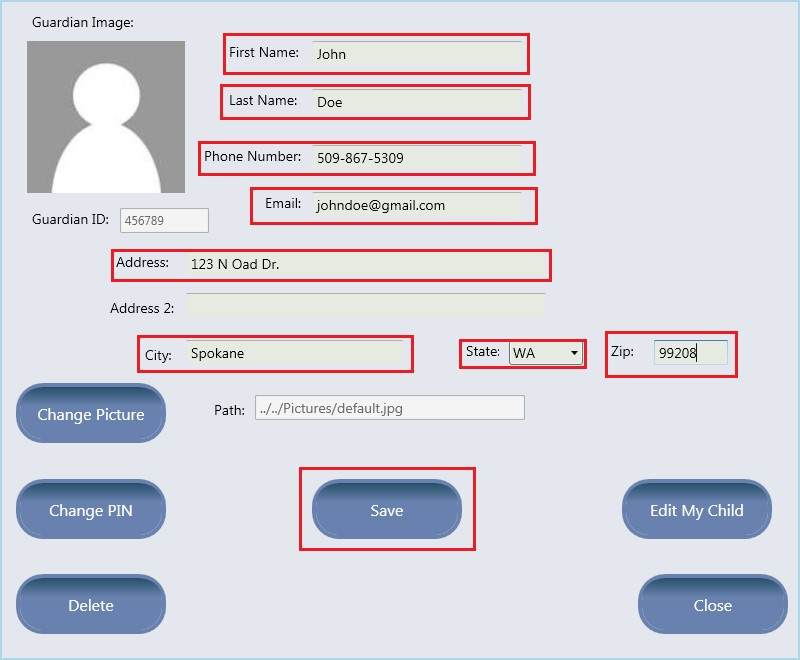 Guardian Image:
First Name: John
Last Name: Doe
Phone Number: 509-867-5309
Email: johndoe@gmail.com
Guardian ID: 456789
Address: 123 N Oad Dr.
Address 2:
City: Spokane State: WA Zip: 99208
Change Picture Path: ../../Pictures/default.jpg
Change PIN Save Edit My Child
Delete Close